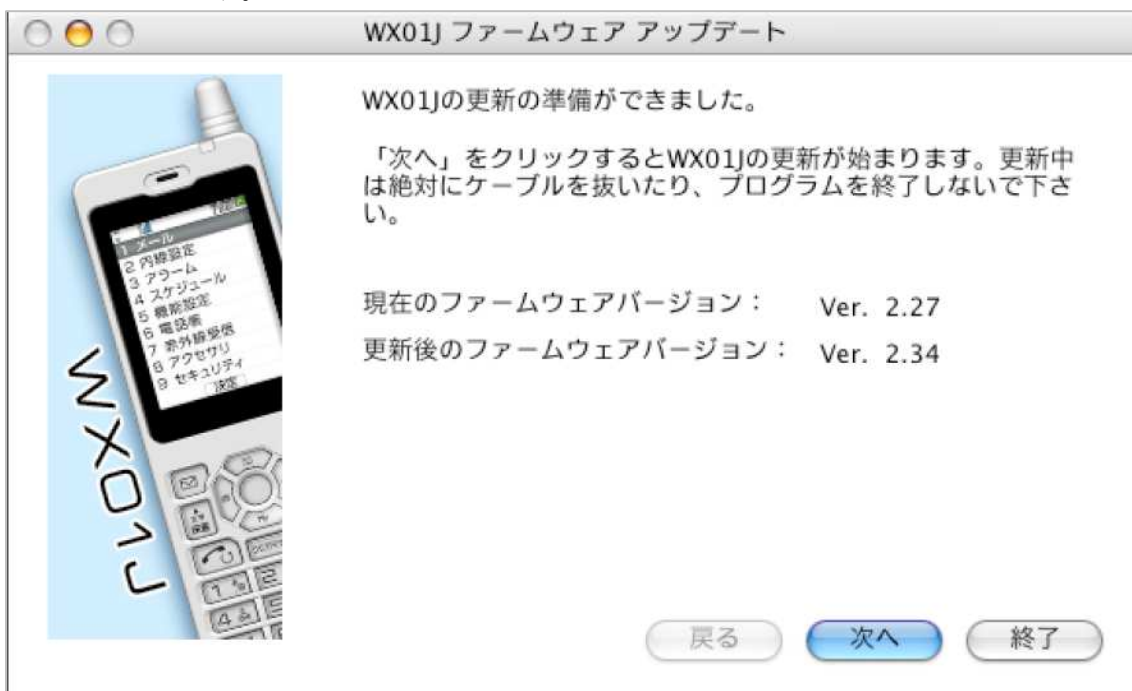 WX01J ファームウェア アップデート
WX01Jの更新の準備ができました。
「次へ」をクリックするとWX01Jの更新が始まります。更新中
は絶対にケーブルを抜いたり、プログラムを終了しないで下さ
い。
現在のファームウェアバージョン： Ver. 2.27
更新後のファームウェアバージョン： Ver. 2.34
1 メール
2 内線設定
3 アラーム
4 スケジュール
5 機能設定
6 電話帳
7 赤外線受信
8 アクセサリ
9 セキュリティ
決定
WX01J
戻る 次へ 終了